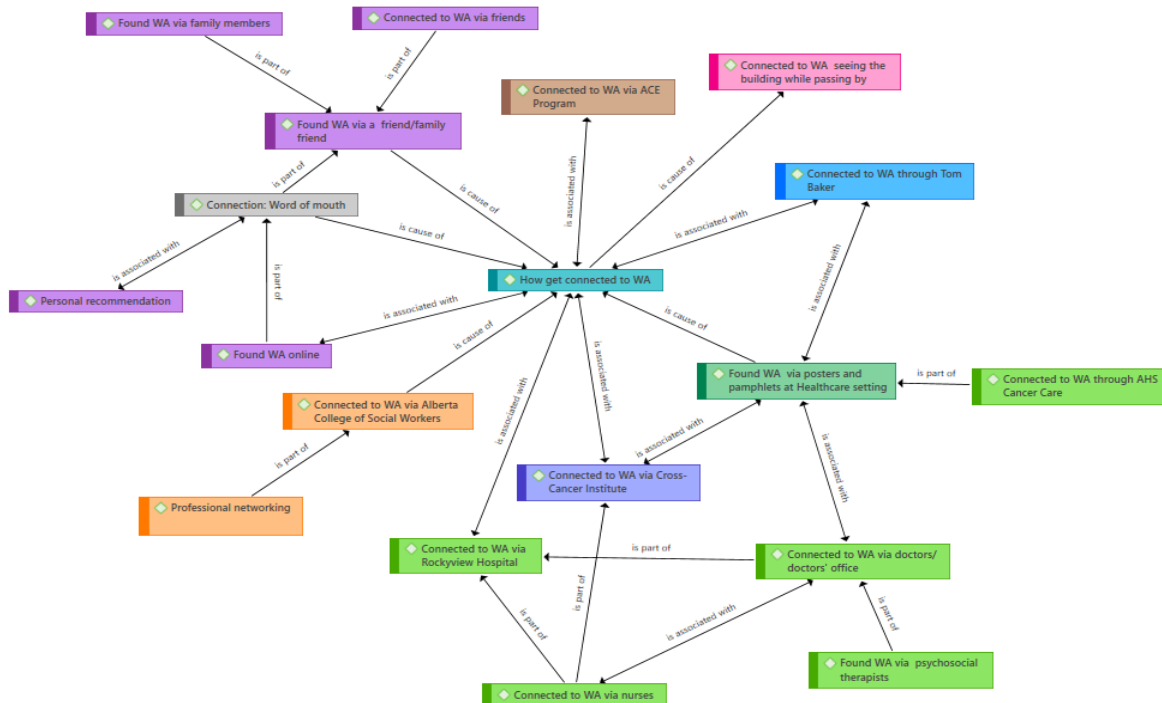 Found WA via family members
Connected to WA via friends
is part of
is part of
Connected to WA seeing the
building while passing by
Connected to WA via ACE
Program
Found WA via a friend/family
friend
is part of
is cause of
is associated with
is cause of
Connected to WA through Tom
Baker
Connection: Word of mouth
is cause of
is associated with
is associated with
is part of
is associated with
How get connected to WA
Personal recommendation
is associated with
is cause of
is cause of
Found WA online
Found WA via posters and
pamphlets at Healthcare setting
is part of
Connected to WA through AHS
Cancer Care
is associated with
is associated with
Connected to WA via Alberta
College of Social Workers
is associated with
is associated with
is part of
Connected to WA via Cross-
Cancer Institute
Professional networking
Connected to WA via
Rockyview Hospital
is part of
Connected to WA via doctors/
doctors' office
is part of
is part of
is associated with
is part of
Found WA via psychosocial
therapists
Connected to WA via nurses